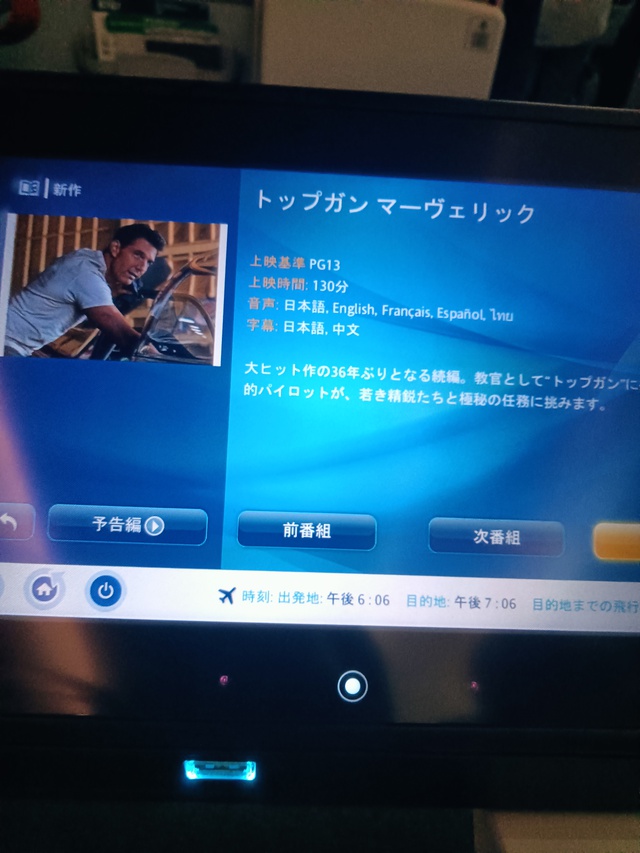 新作
トップガン マーヴェリック
上映基準 PG13
上映時間: 130分
音声: 日本語, English, Français, Español, ไทย
字幕: 日本語, 中文
大ヒット作の36年ぶりとなる続編。教官として"トップガン"に
的パイロットが、若き精鋭たちと極秘の任務に挑みます。
予告編 前番組 次番組
時刻: 出発地: 午後 6 : 06 目的地: 午後 7 : 06 目的地までの飛行